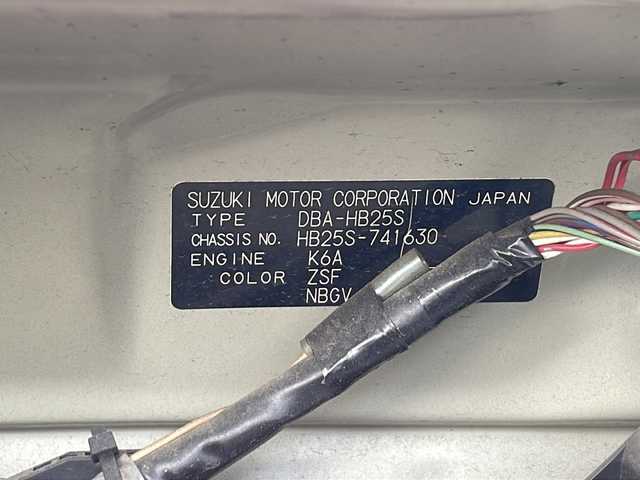 SUZUKI MOTOR CORPORATION JAPAN
TYPE DBA-HB25S
CHASSIS NO. HB25S-741630
ENGINE K6A
COLOR ZSF
NBGV